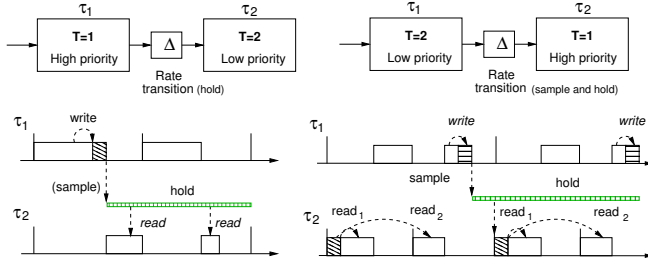 τ1 τ2
T=1 High priority
Δ
T=2 Low priority
Rate transition (hold)
τ1
write
(sample)
hold
τ2
read read
τ1 τ2
T=2 Low priority
Δ
T=1 High priority
Rate transition (sample and hold)
τ1
write write
sample
hold
τ2
read1 read2 read1 read2